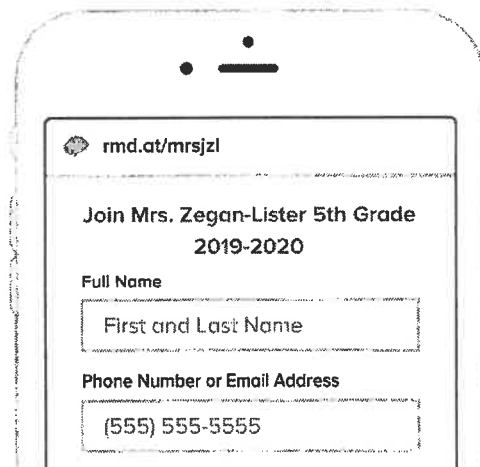 rmd.at/mrsjzl
Join Mrs. Zegan-Lister 5th Grade
2019-2020
Full Name
First and Last Name
Phone Number or Email Address
(555) 555-5555